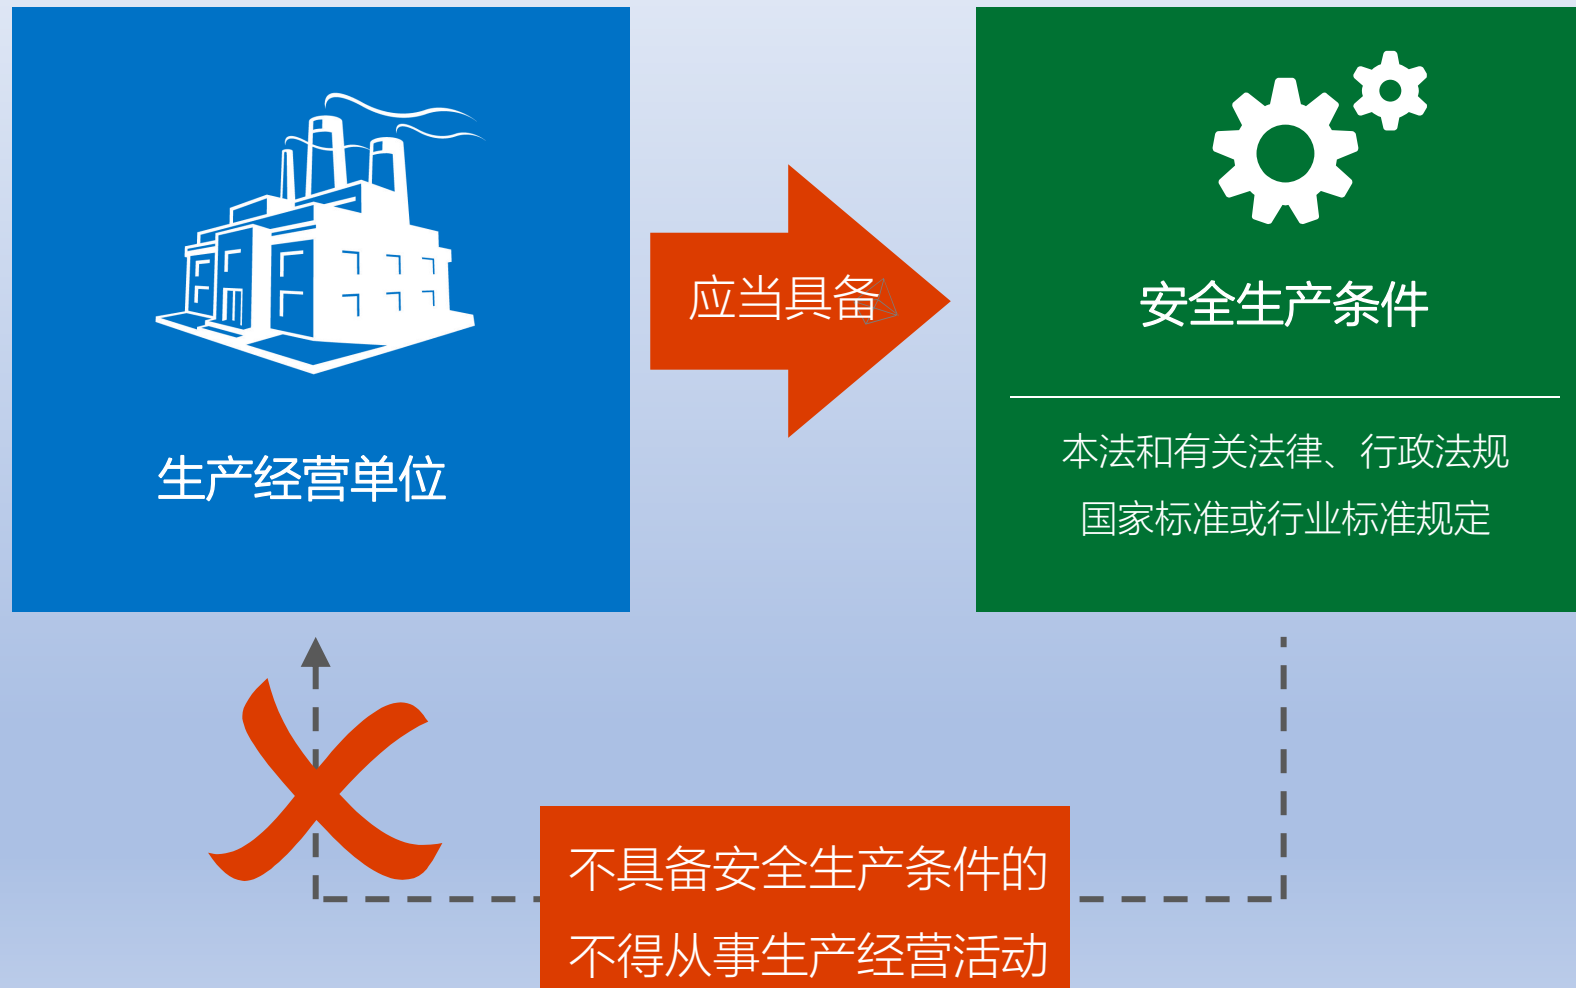 生产经营单位
应当具备
安全生产条件
本法和有关法律、行政法规
国家标准或行业标准规定
不具备安全生产条件的
不得从事生产经营活动